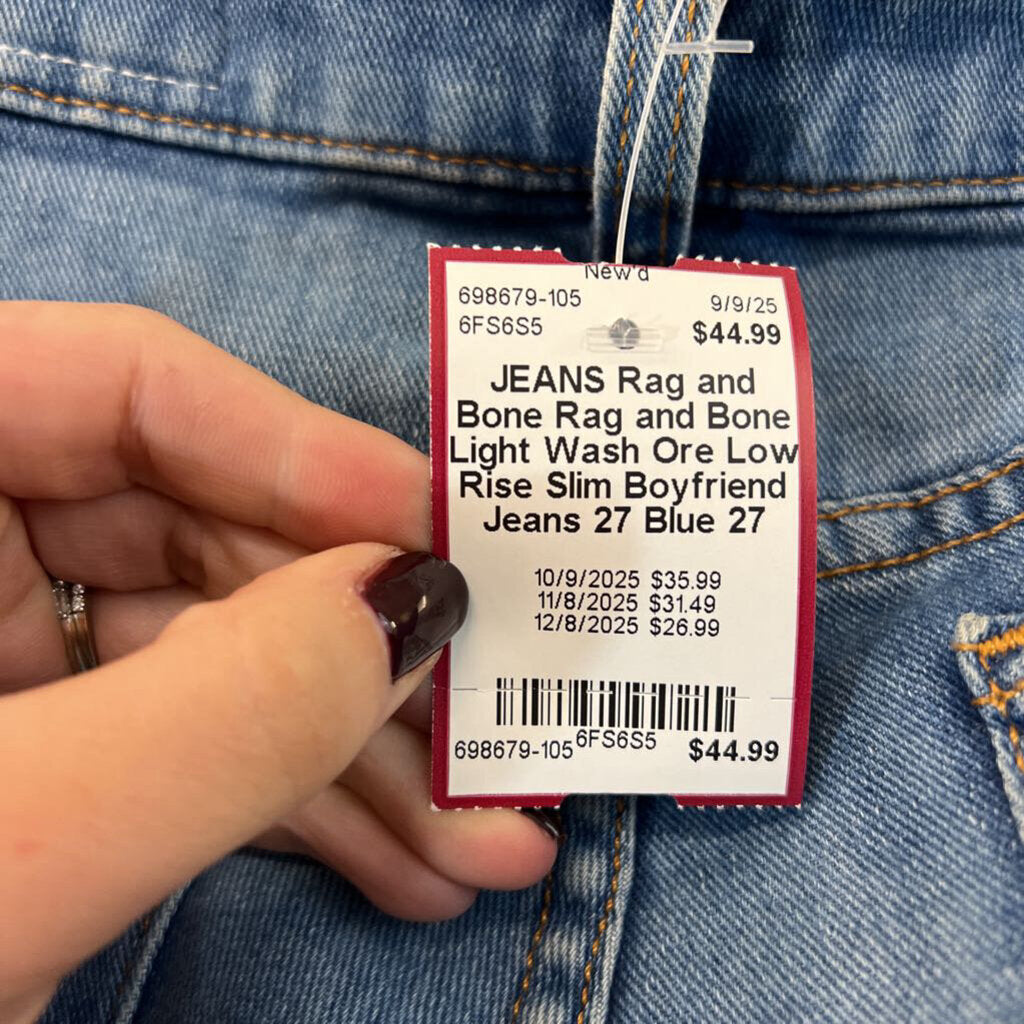 New'd
698679-105 9/9/25
6FS6S5 $44.99
JEANS Rag and
Bone Rag and Bone
Light Wash Ore Low
Rise Slim Boyfriend
Jeans 27 Blue 27
10/9/2025 $35.99
11/8/2025 $31.49
12/8/2025 $26.99
698679-105 6FS6S5 $44.99